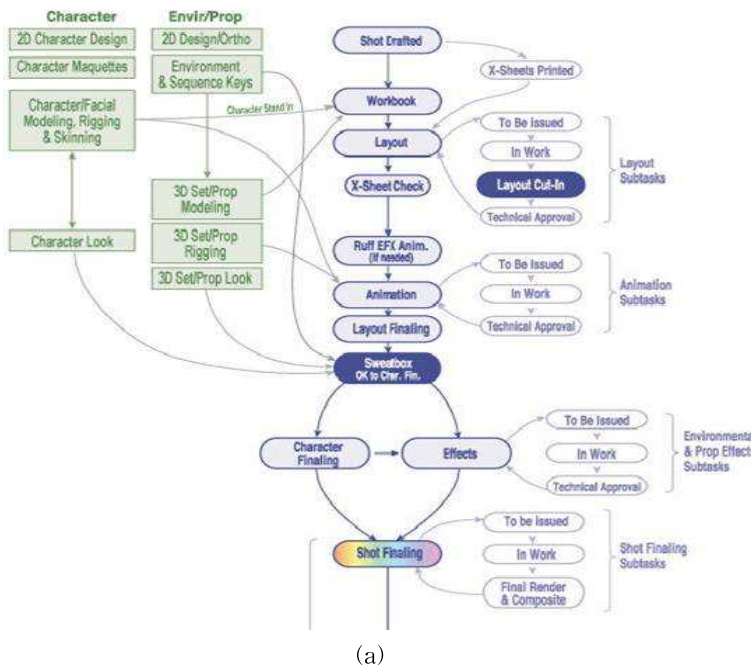 Character
2D Character Design
Character Maquettes
Character/Facial
Modeling, Rigging
& Skinning
Character Look
Envir/Prop
2D Design/Ortho
Environment
& Sequence Keys
3D Set/Prop
Modeling
3D Set/Prop
Rigging
3D Set/Prop Look
Character Stand In
Shot Drafted
X-Sheets Printed
Workbook
Layout
To Be Issued
In Work
Layout Cut-In
Technical Approval
Layout
Subtasks
X-Sheet Check
Ruff EFX Anim.
(If needed)
Animation
To Be Issued
In Work
Technical Approval
Animation
Subtasks
Layout Finaling
Sweatbox
OK to Char. Fin.
Character
Finaling
Effects
To Be Issued
In Work
Technical Approval
Environmenta
& Prop Effects
Subtasks
Shot Finaling
To be Issued
In Work
Final Render
& Composite
Shot Finaling
Subtasks
(a)